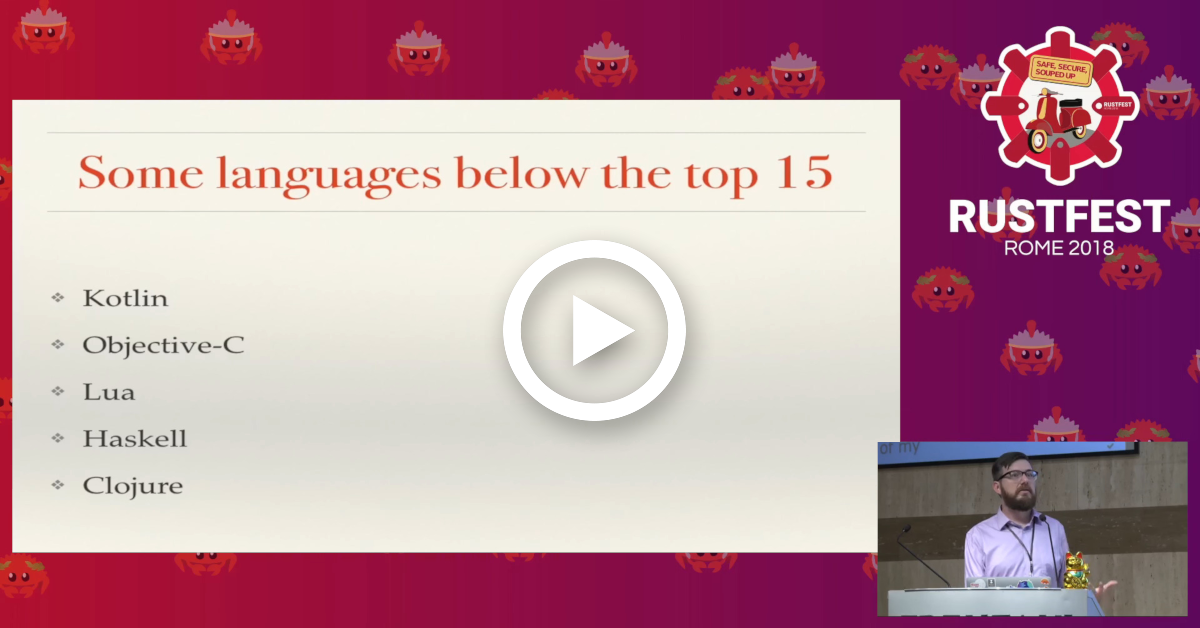 Some languages below the top 15
Kotlin
Objective-C
Lua
Haskell
Clojure
SAFE, SECURE,
SOUPED UP
RUSTFEST
RUSTFEST
ROME 2018
of my